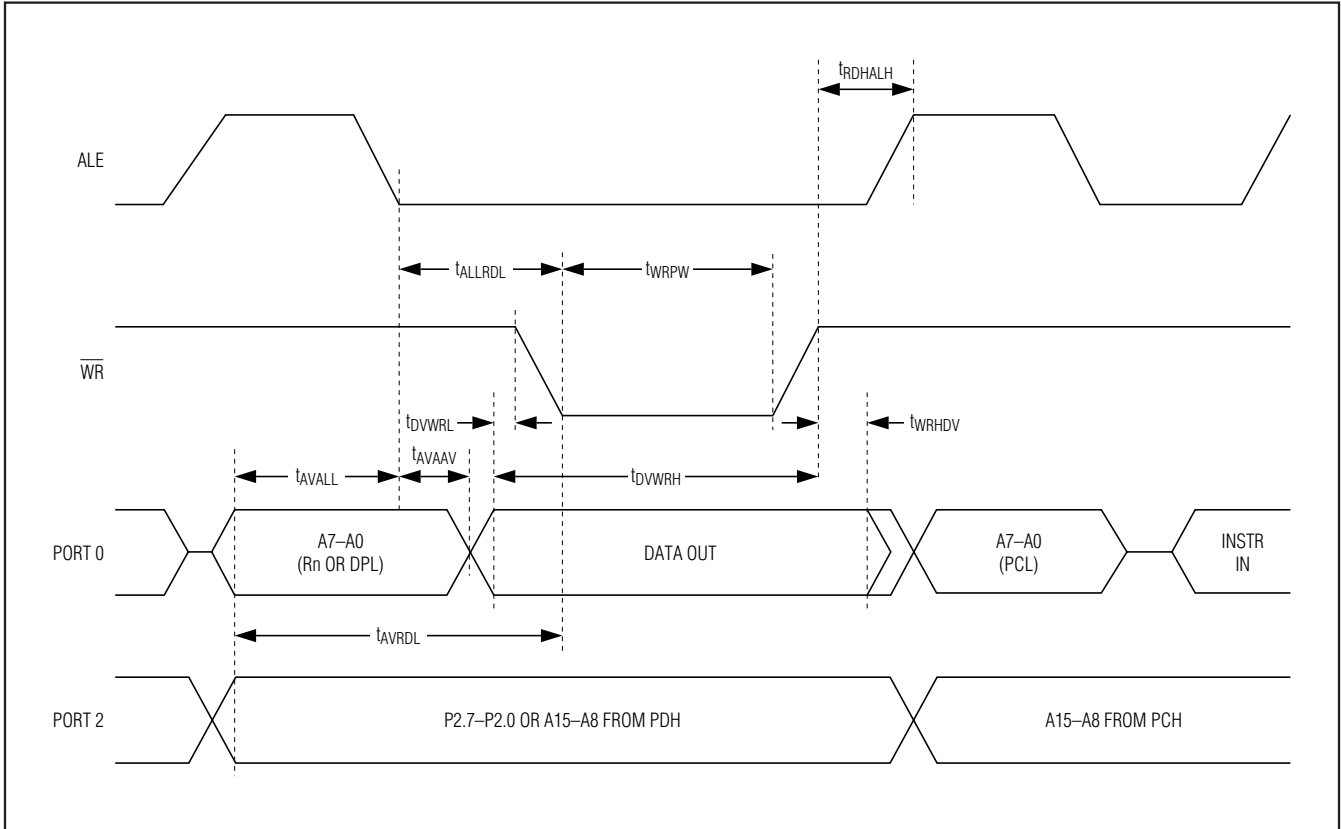 tRDHALH
ALE
tALLRDL
tWRPW
WR
tDVWRL
tWRHDV
tAVAAV
tAVALL
tDVWRH
PORT 0
A7–A0
(Rn OR DPL)
DATA OUT
A7–A0
(PCL)
INSTR
IN
tAVRDL
PORT 2
P2.7–P2.0 OR A15–A8 FROM PDH
A15–A8 FROM PCH